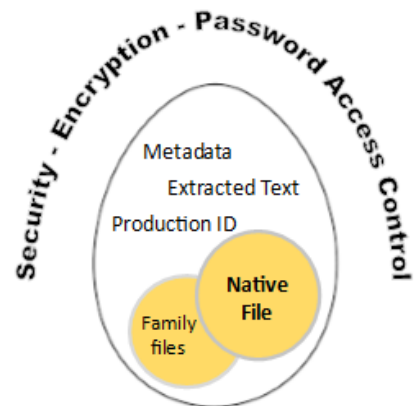 Security - Encryption - Password Access Control
Metadata
Extracted Text
Production ID
Native
File
Family
files